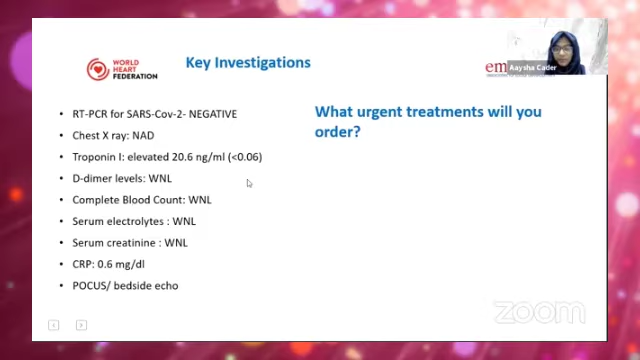 WORLD
HEART
FEDERATION
Key Investigations
em
Aaysha Cader
• RT-PCR for SARS-Cov-2- NEGATIVE
• Chest X ray: NAD
• Troponin I: elevated 20.6 ng/ml (<0.06)
• D-dimer levels: WNL
• Complete Blood Count: WNL
• Serum electrolytes : WNL
• Serum creatinine : WNL
• CRP: 0.6 mg/dl
• POCUS/ bedside echo
What urgent treatments will you
order?
zoom